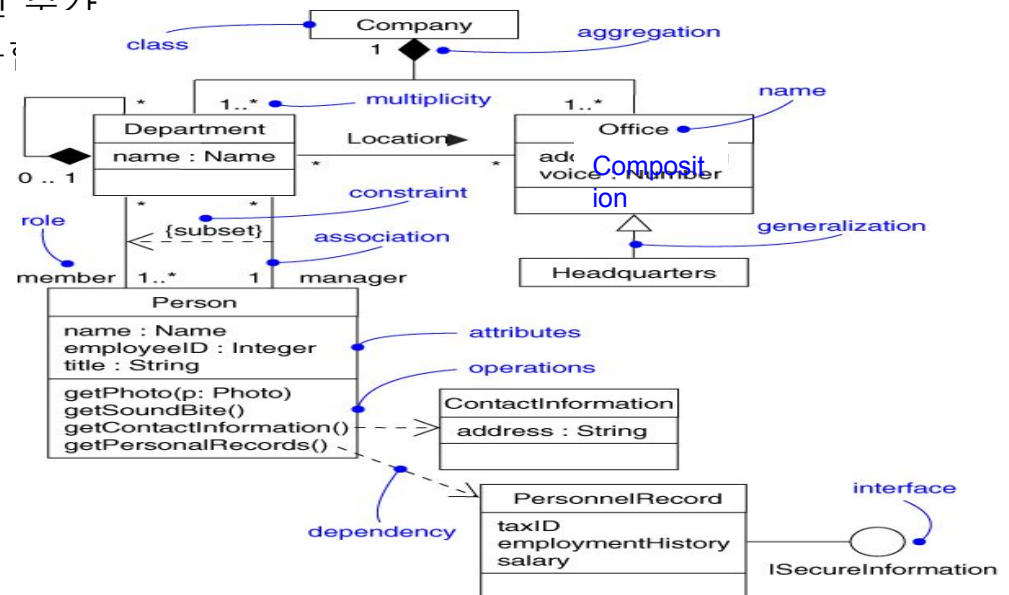 Company
class
1
aggregation
name
* 1..* multiplicity 1..*
Department
Location
Office
name : Name
* *
Composit
ion
voice : Number
0 .. 1
constraint
* *
role
{subset}
association
generalization
member 1..* 1 manager
Headquarters
Person
name : Name
employeeID : Integer
title : String
attributes
operations
getPhoto(p: Photo)
getSoundBite()
getContactInformation()
getPersonalRecords()
ContactInformation
address : String
dependency
PersonnelRecord
taxID
employmentHistory
salary
interface
ISecureInformation